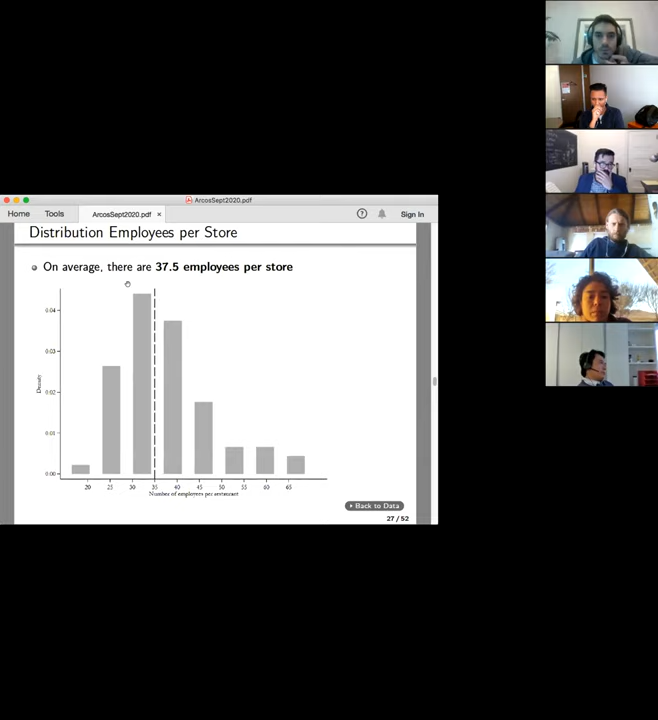 ArcosSept2020.pdf
Home Tools ArcosSept2020.pdf × ? Sign In
Distribution Employees per Store
On average, there are 37.5 employees per store
0.04
0.03
0.02
0.01
0.00
Density
20 25 30 35 40 45 50 55 60 65
Number of employees per restaurant
Back to Data
27 / 52